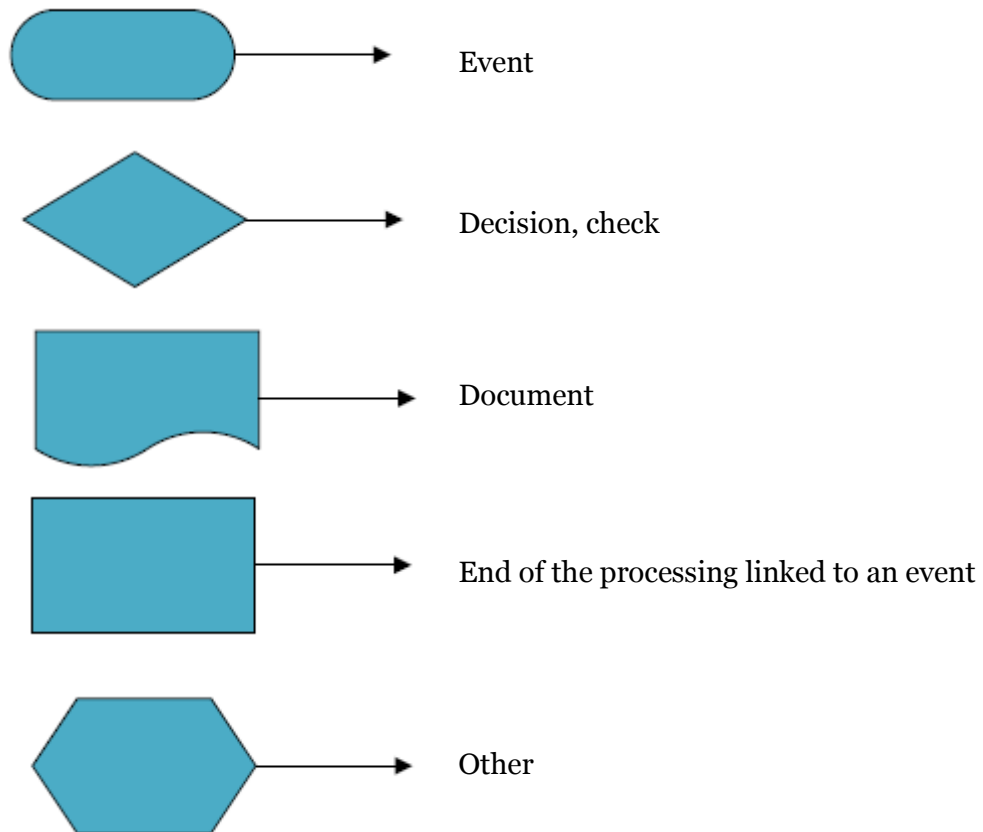 Event
Decision, check
Document
End of the processing linked to an event
Other